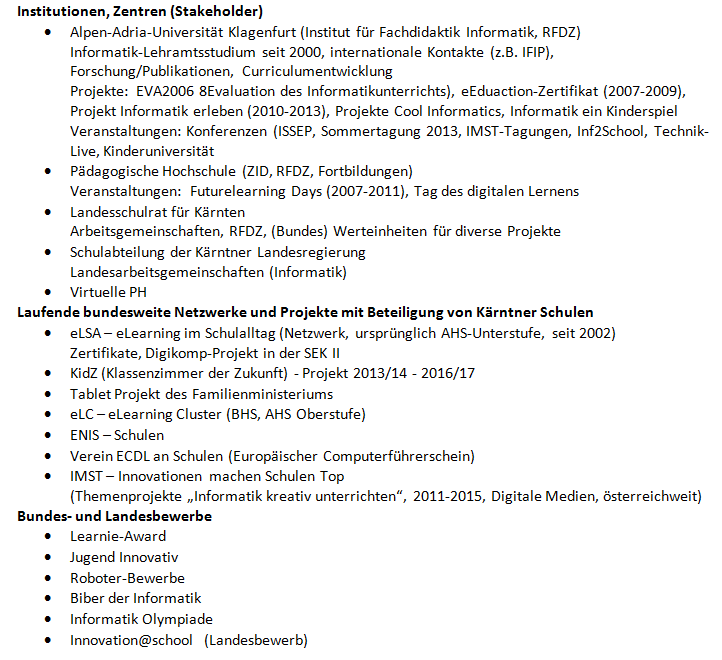 Institutionen, Zentren (Stakeholder)
• Alpen-Adria-Universität Klagenfurt (Institut für Fachdidaktik Informatik, RFDZ)
Informatik-Lehramtsstudium seit 2000, internationale Kontakte (z.B. IFIP),
Forschung/Publikationen, Curriculumentwicklung
Projekte: EVA2006 8Evaluation des Informatikunterrichts), eEduaction-Zertifikat (2007-2009),
Projekt Informatik erleben (2010-2013), Projekte Cool Informatics, Informatik ein Kinderspiel
Veranstaltungen: Konferenzen (ISSEP, Sommertagung 2013, IMST-Tagungen, Inf2School, Technik-
Live, Kinderuniversität
• Pädagogische Hochschule (ZID, RFDZ, Fortbildungen)
Veranstaltungen: Futurelearning Days (2007-2011), Tag des digitalen Lernens
• Landesschulrat für Kärnten
Arbeitsgemeinschaften, RFDZ, (Bundes) Werteinheiten für diverse Projekte
• Schulabteilung der Kärntner Landesregierung
Landesarbeitsgemeinschaften (Informatik)
• Virtuelle PH
Laufende bundesweite Netzwerke und Projekte mit Beteiligung von Kärntner Schulen
• eLSA – eLearning im Schulalltag (Netzwerk, ursprünglich AHS-Unterstufe, seit 2002)
Zertifikate, Digikomp-Projekt in der SEK II
• KidZ (Klassenzimmer der Zukunft) - Projekt 2013/14 - 2016/17
• Tablet Projekt des Familienministeriums
• eLC – eLearning Cluster (BHS, AHS Oberstufe)
• ENIS – Schulen
• Verein ECDL an Schulen (Europäischer Computerführerschein)
• IMST – Innovationen machen Schulen Top
(Themenprojekte „Informatik kreativ unterrichten“, 2011-2015, Digitale Medien, österreichweit)
Bundes- und Landesbewerbe
• Learnie-Award
• Jugend Innovativ
• Roboter-Bewerbe
• Biber der Informatik
• Informatik Olympiade
• Innovation@school (Landesbewerb)